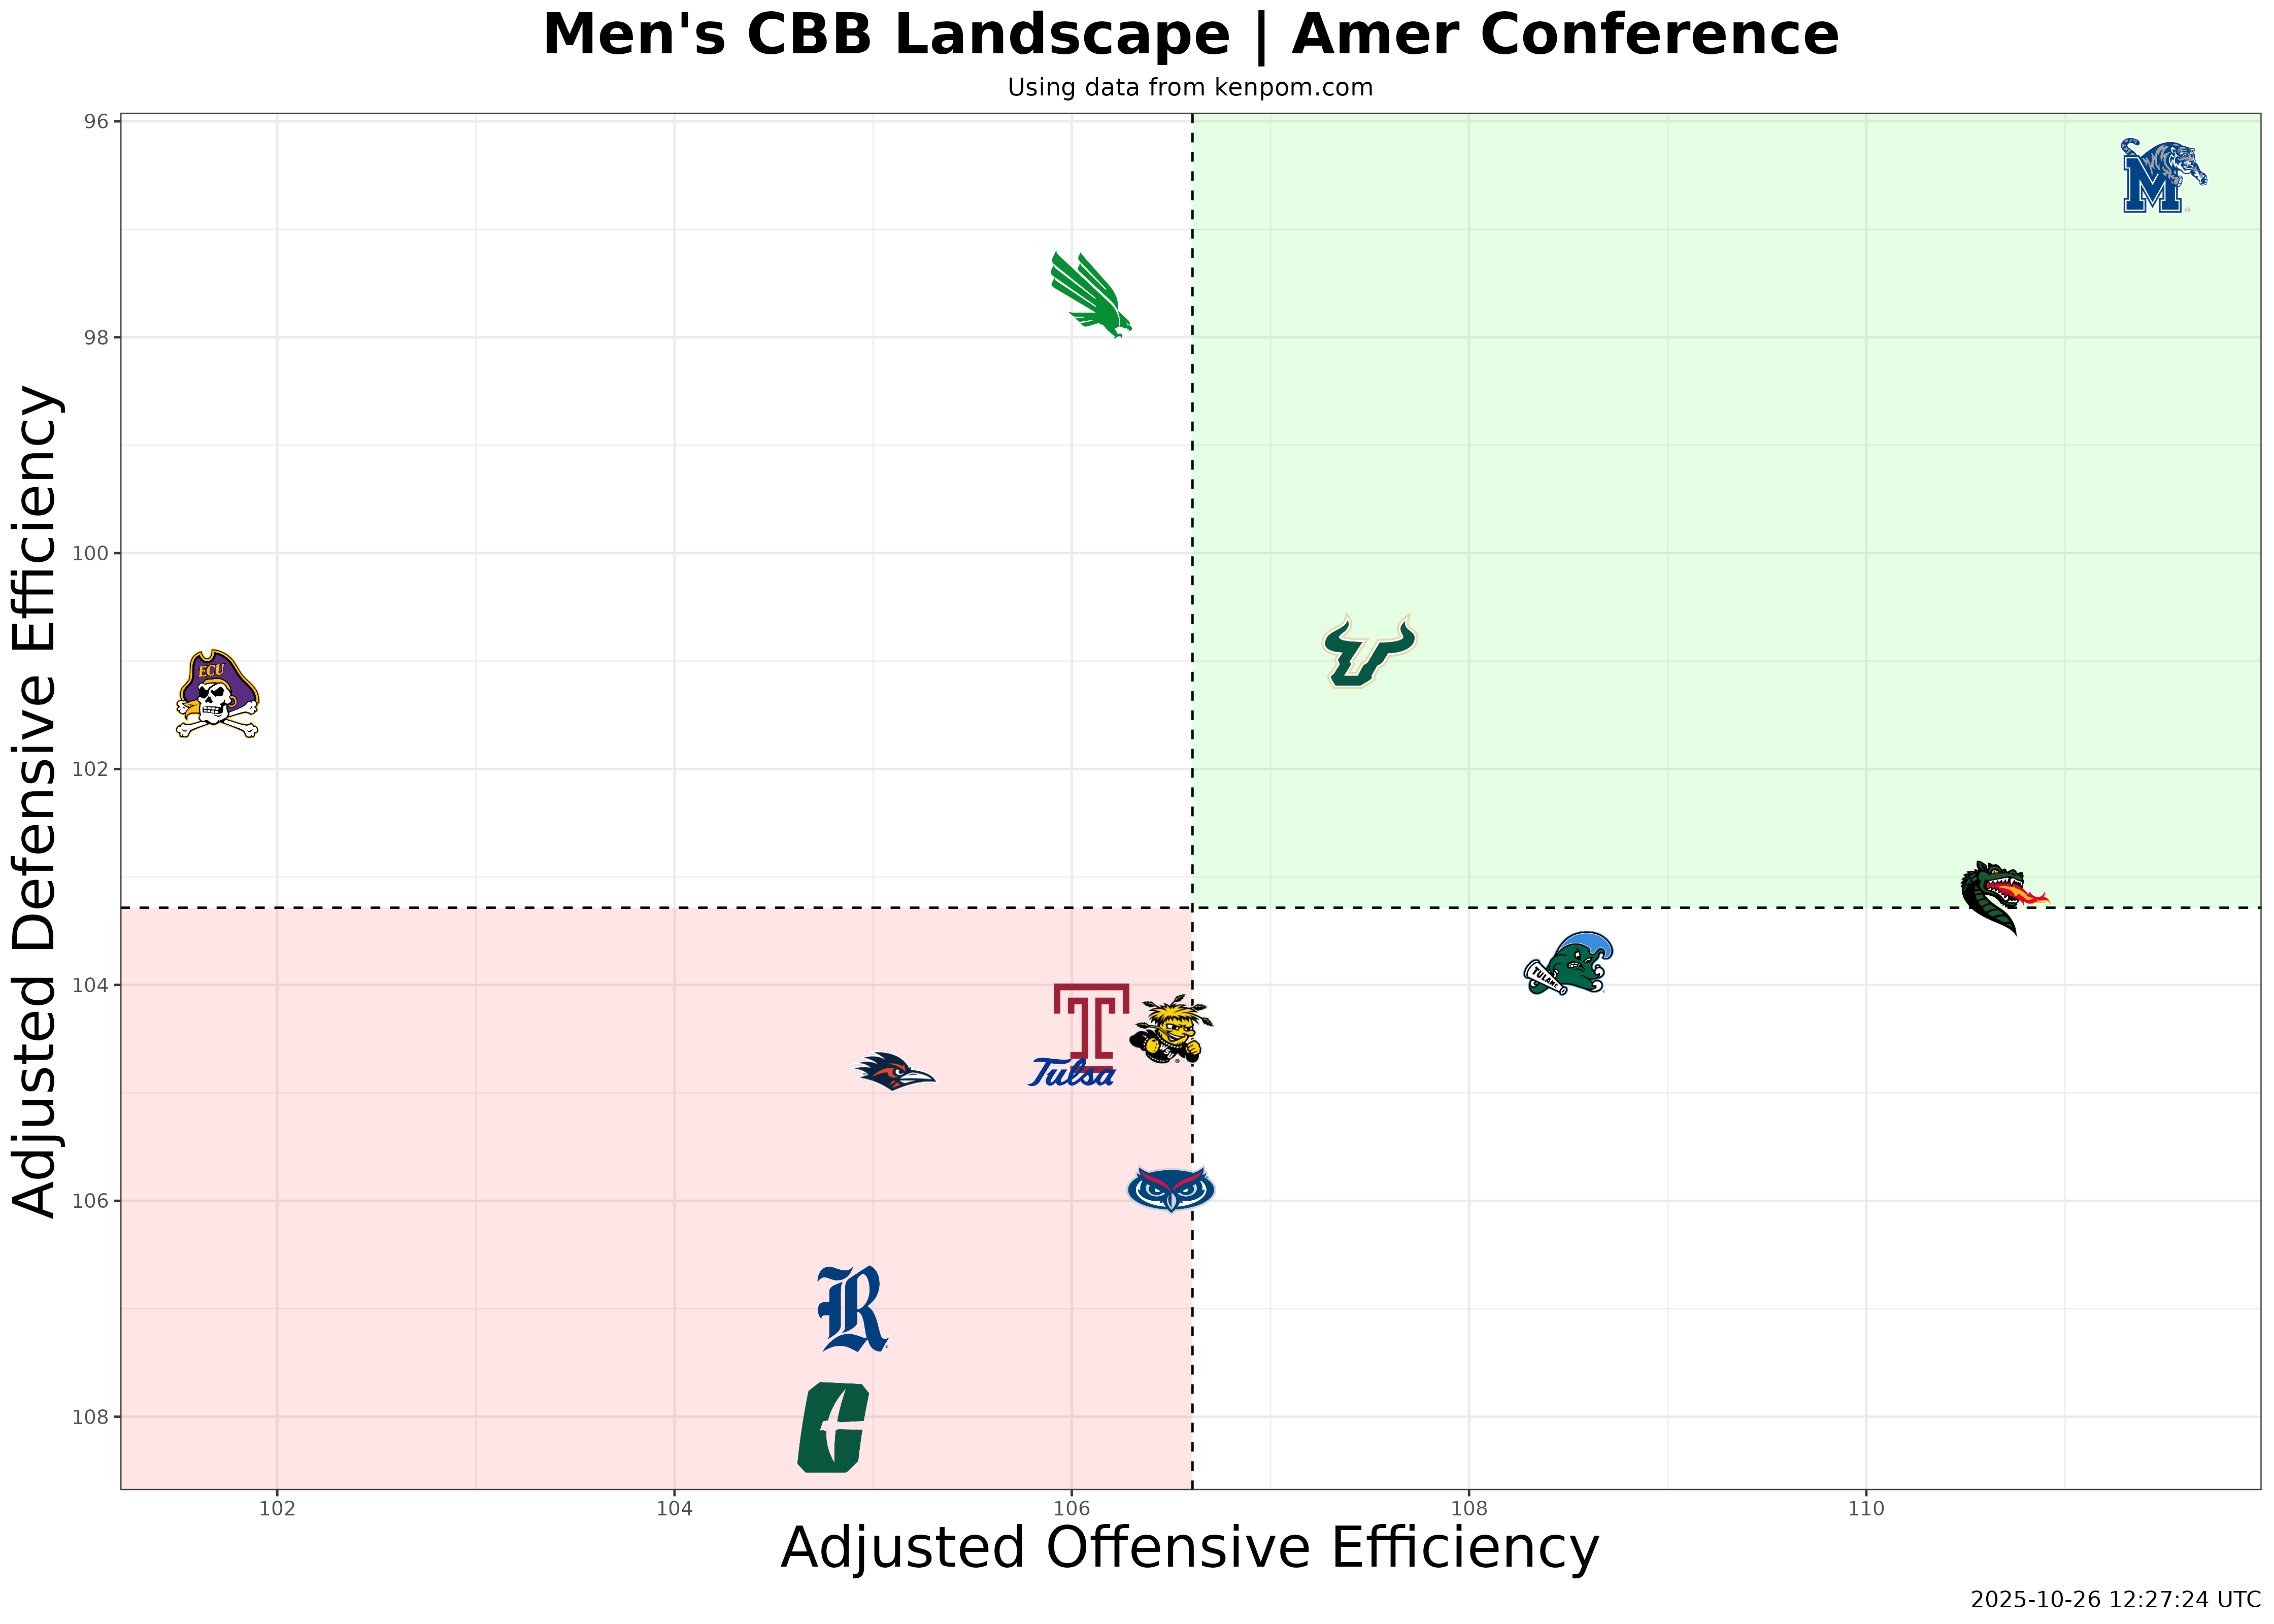 Men's CBB Landscape | Amer Conference
Using data from kenpom.com
Adjusted Defensive Efficiency
96
98
100
102
104
106
108
M
ECU
TULANE
T
Tulsa
R
C
102
104
106
108
110
Adjusted Offensive Efficiency
2025-10-26 12:27:24 UTC